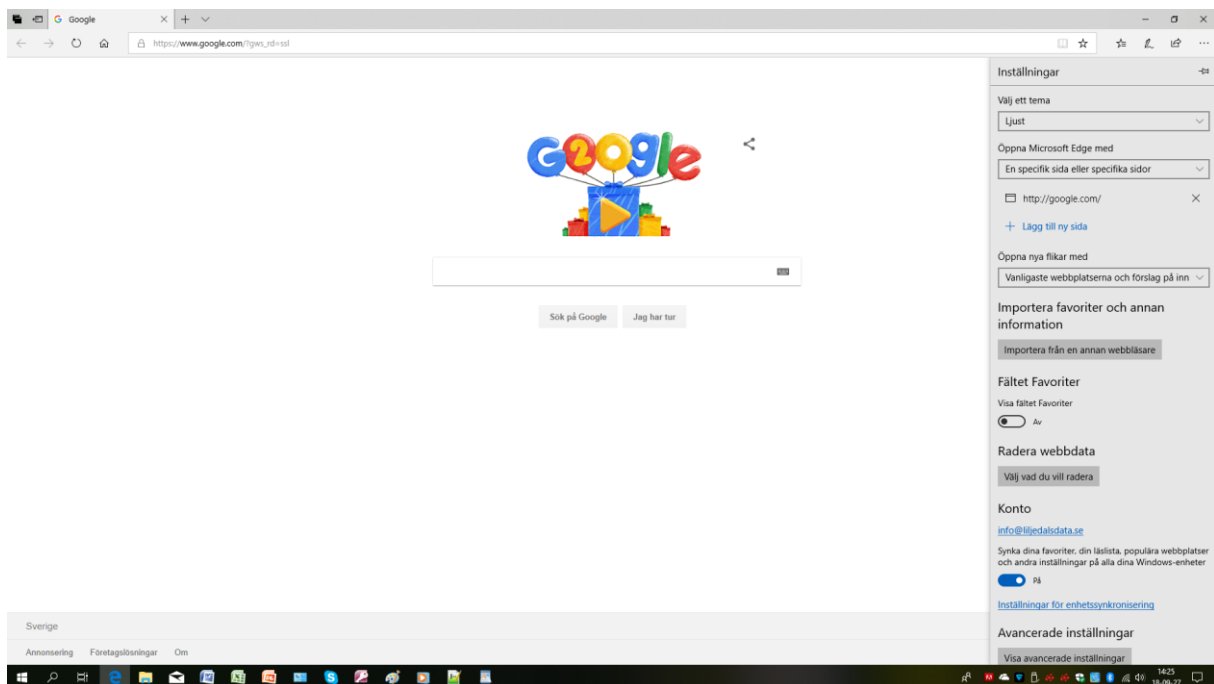 Google
https://www.google.com/?gws_rd=ssl
G20gle
Sök på Google
Jag har tur
Sverige
Annonsering Företagslösningar Om
Inställningar
Välj ett tema
Ljust
Öppna Microsoft Edge med
En specifik sida eller specifika sidor
http://google.com/
Lägg till ny sida
Öppna nya flikar med
Vanligaste webbplatserna och förslag på inn
Importera favoriter och annan
information
Importera från en annan webbläsare
Fältet Favoriter
Visa fältet Favoriter
Av
Radera webbdata
Välj vad du vill radera
Konto
info@liljedalsdata.se
Synka dina favoriter, din läslista, populära webbplatser
och andra inställningar på alla dina Windows-enheter
På
Inställningar för enhetssynkronisering
Avancerade inställningar
Visa avancerade inställningar
14:25
18-09-27